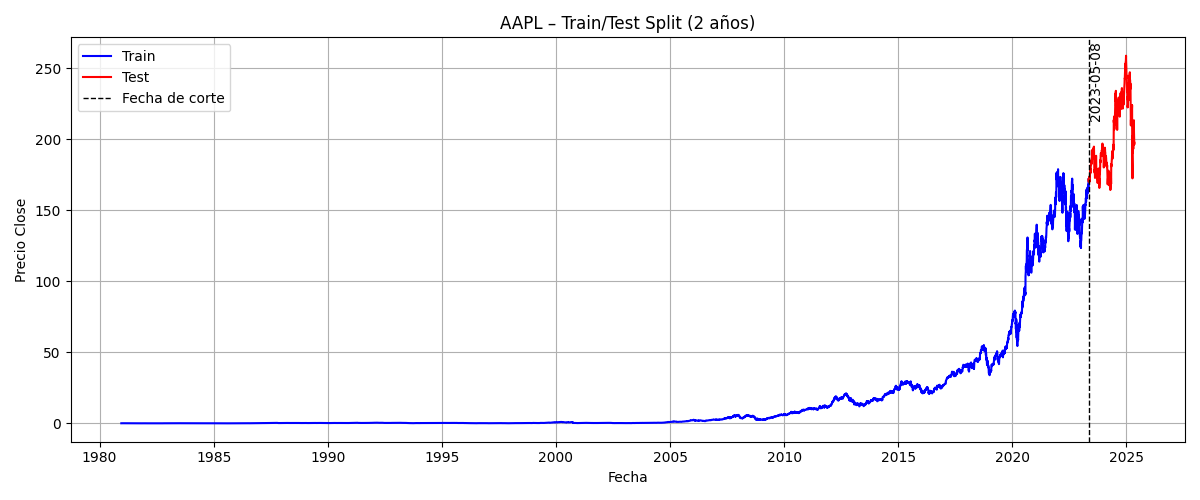 AAPL – Train/Test Split (2 años)
Train
Test
Fecha de corte
2023-05-08
Precio Close
250
200
150
100
50
0
1980 1985 1990 1995 2000 2005 2010 2015 2020 2025
Fecha